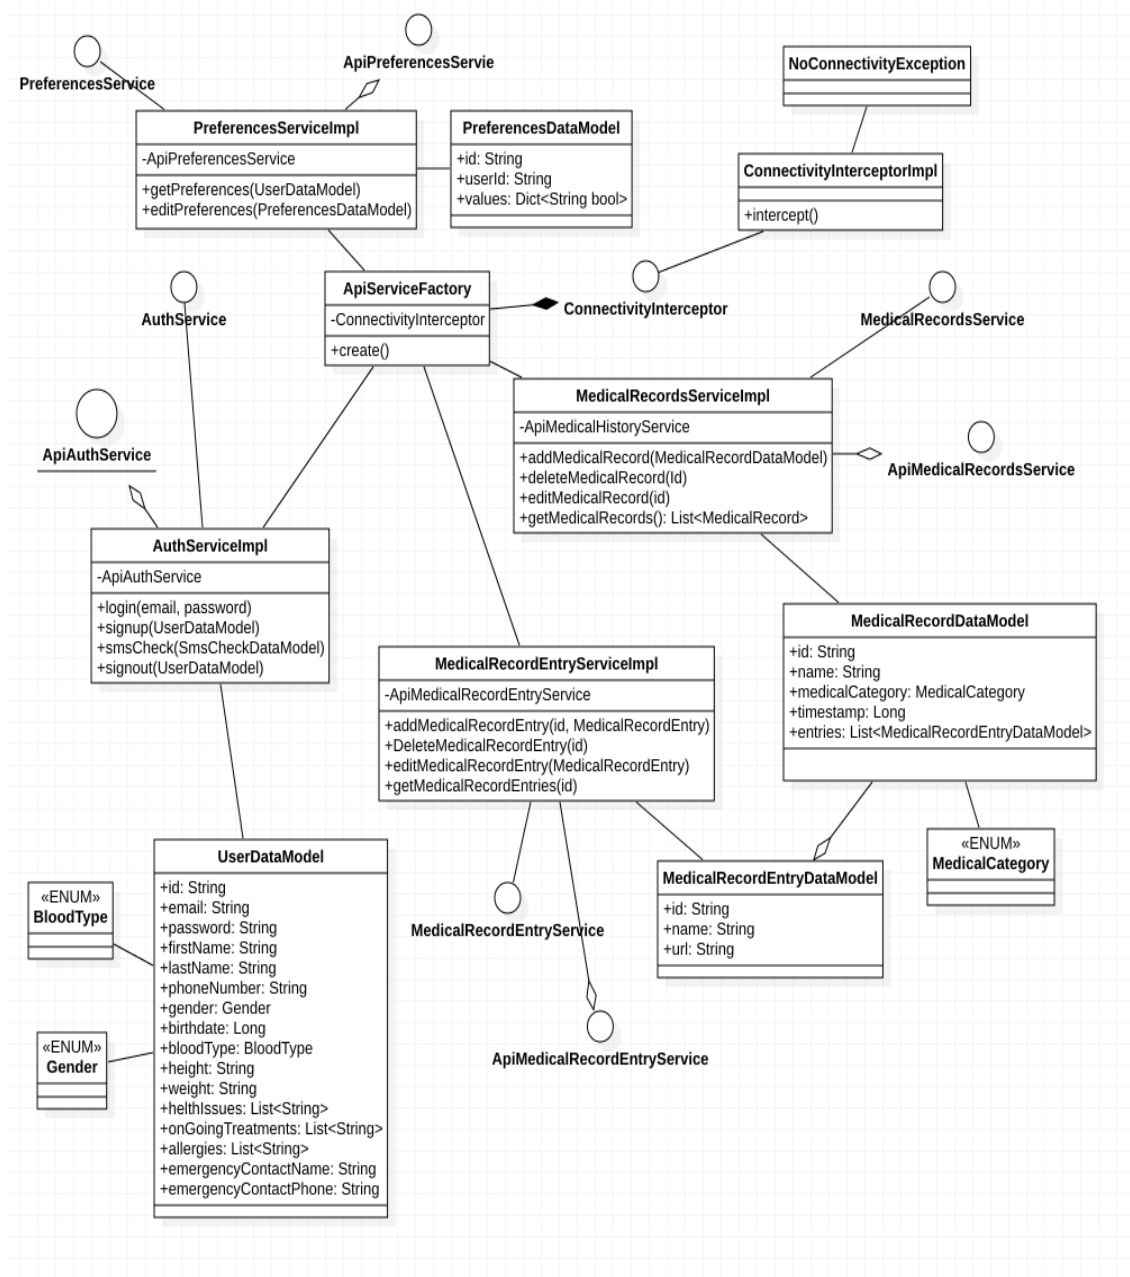 PreferencesService
ApiPreferencesServie
NoConnectivityException
PreferencesServiceImpl
-ApiPreferencesService
+getPreferences(UserDataModel)
+editPreferences(PreferencesDataModel)
PreferencesDataModel
+id: String
+userId: String
+values: Dict<String bool>
ConnectivityInterceptorImpl
+intercept()
AuthService
ApiServiceFactory
-ConnectivityInterceptor
+create()
ConnectivityInterceptor
MedicalRecordsService
ApiAuthService
MedicalRecordsServiceImpl
-ApiMedicalHistoryService
+addMedicalRecord(MedicalRecordDataModel)
+deleteMedicalRecord(Id)
+editMedicalRecord(id)
+getMedicalRecords(): List<MedicalRecord>
ApiMedicalRecordsService
AuthServiceImpl
-ApiAuthService
+login(email, password)
+signup(UserDataModel)
+smsCheck(SmsCheckDataModel)
+signout(UserDataModel)
MedicalRecordEntryServiceImpl
-ApiMedicalRecordEntryService
+addMedicalRecordEntry(id, MedicalRecordEntry)
+DeleteMedicalRecordEntry(id)
+editMedicalRecordEntry(MedicalRecordEntry)
+getMedicalRecordEntries(id)
MedicalRecordDataModel
+id: String
+name: String
+medicalCategory: MedicalCategory
+timestamp: Long
+entries: List<MedicalRecordEntryDataModel>
«ENUM»
BloodType
«ENUM»
Gender
UserDataModel
+id: String
+email: String
+password: String
+firstName: String
+lastName: String
+phoneNumber: String
+gender: Gender
+birthdate: Long
+bloodType: BloodType
+height: String
+weight: String
+helthIssues: List<String>
+onGoingTreatments: List<String>
+allergies: List<String>
+emergencyContactName: String
+emergencyContactPhone: String
MedicalRecordEntryService
ApiMedicalRecordEntryService
MedicalRecordEntryDataModel
+id: String
+name: String
+url: String
«ENUM»
MedicalCategory